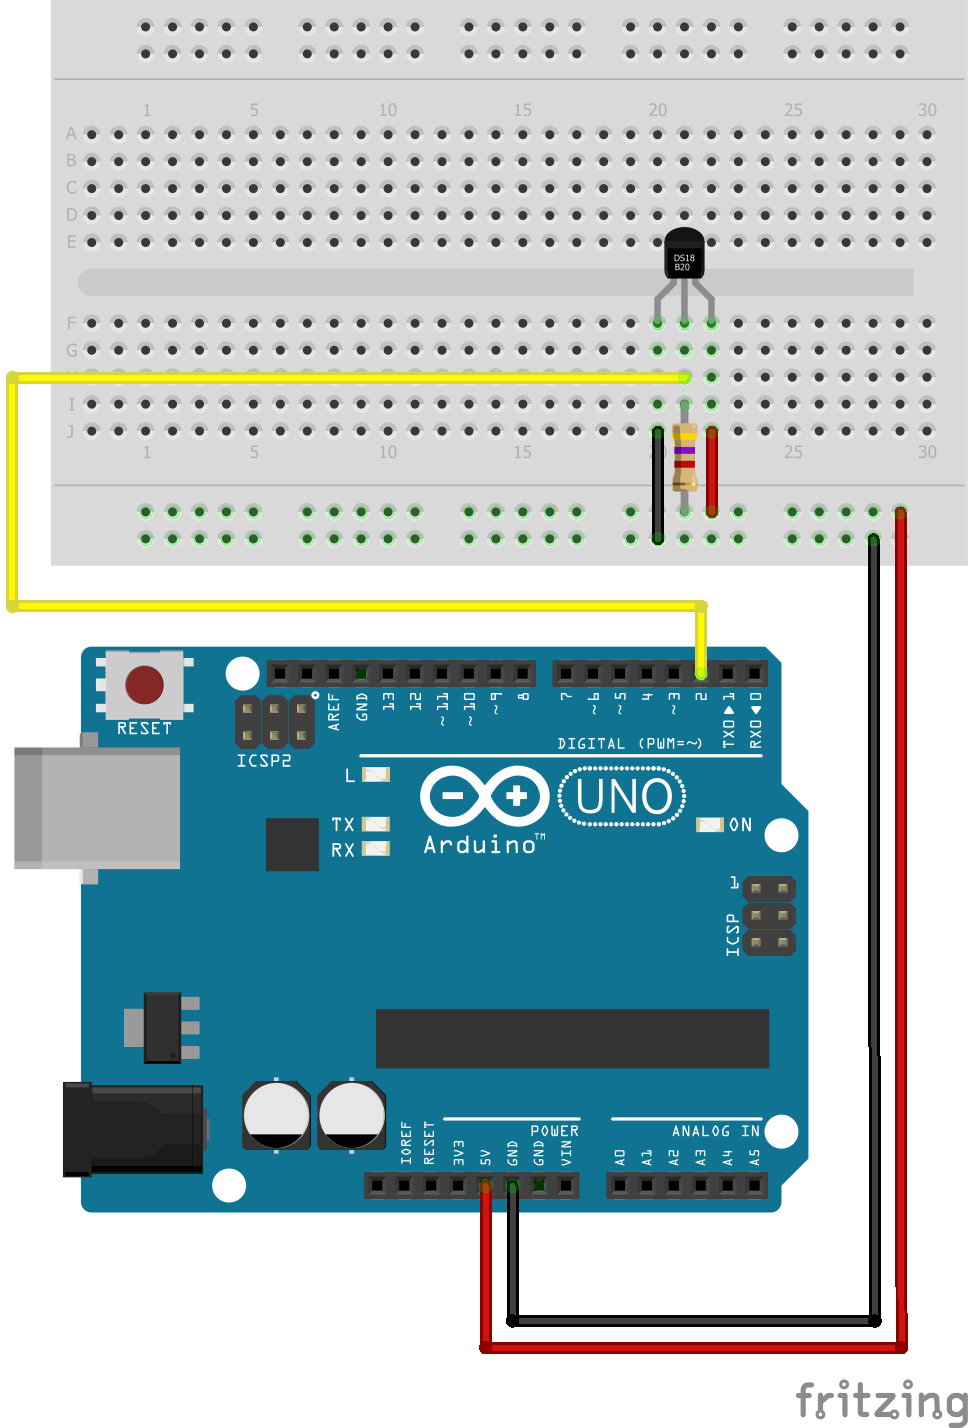 1 5 10 15 20 25 30
A
B
C
D
E
DS18
B20
F
G
I
J
1 5 10 15 25 30
RESET
ICSP2
AREF
GND
13
12
~11
~10
~9
8
7
~6
~5
4
~3
2
TX0▶1
RX0◀0
DIGITAL (PWM=~)
L
TX
RX
Arduino™
UNO
ON
1
ICSP
IOREF
RESET
3V3
5V
GND
GND
VIN
POWER
A0
A1
A2
A3
A4
A5
ANALOG IN
fritzing